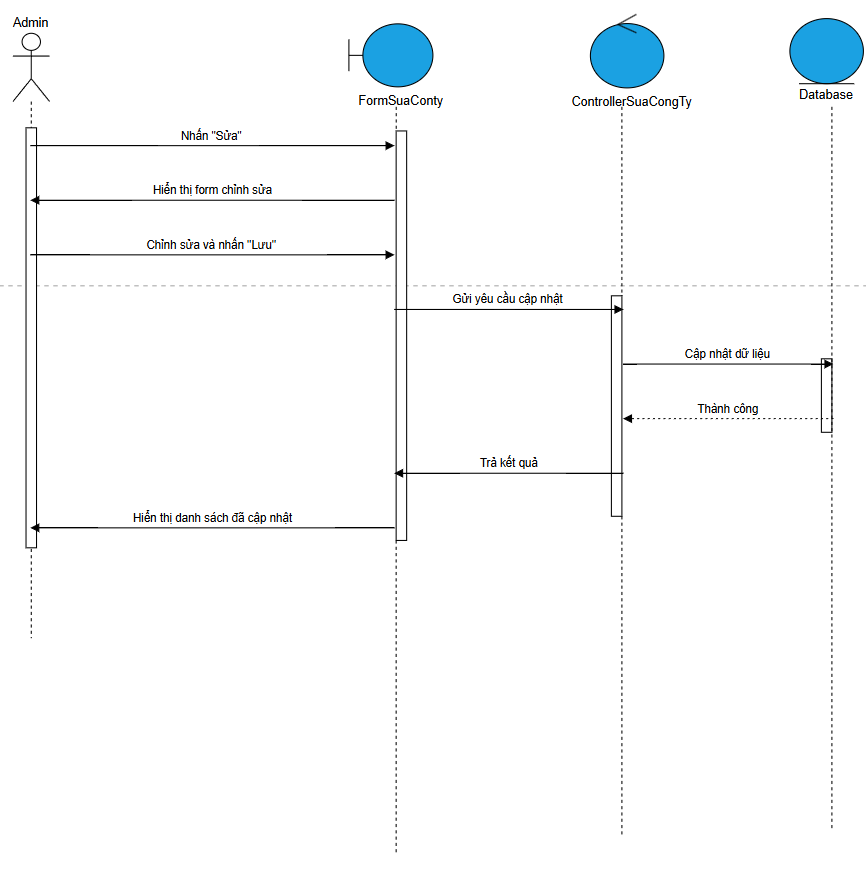 Admin
FormSuaConty
ControllerSuaCongTy
Database
Nhấn "Sửa"
Hiển thị form chỉnh sửa
Chỉnh sửa và nhấn "Lưu"
Gửi yêu cầu cập nhật
Cập nhật dữ liệu
Thành công
Trả kết quả
Hiển thị danh sách đã cập nhật